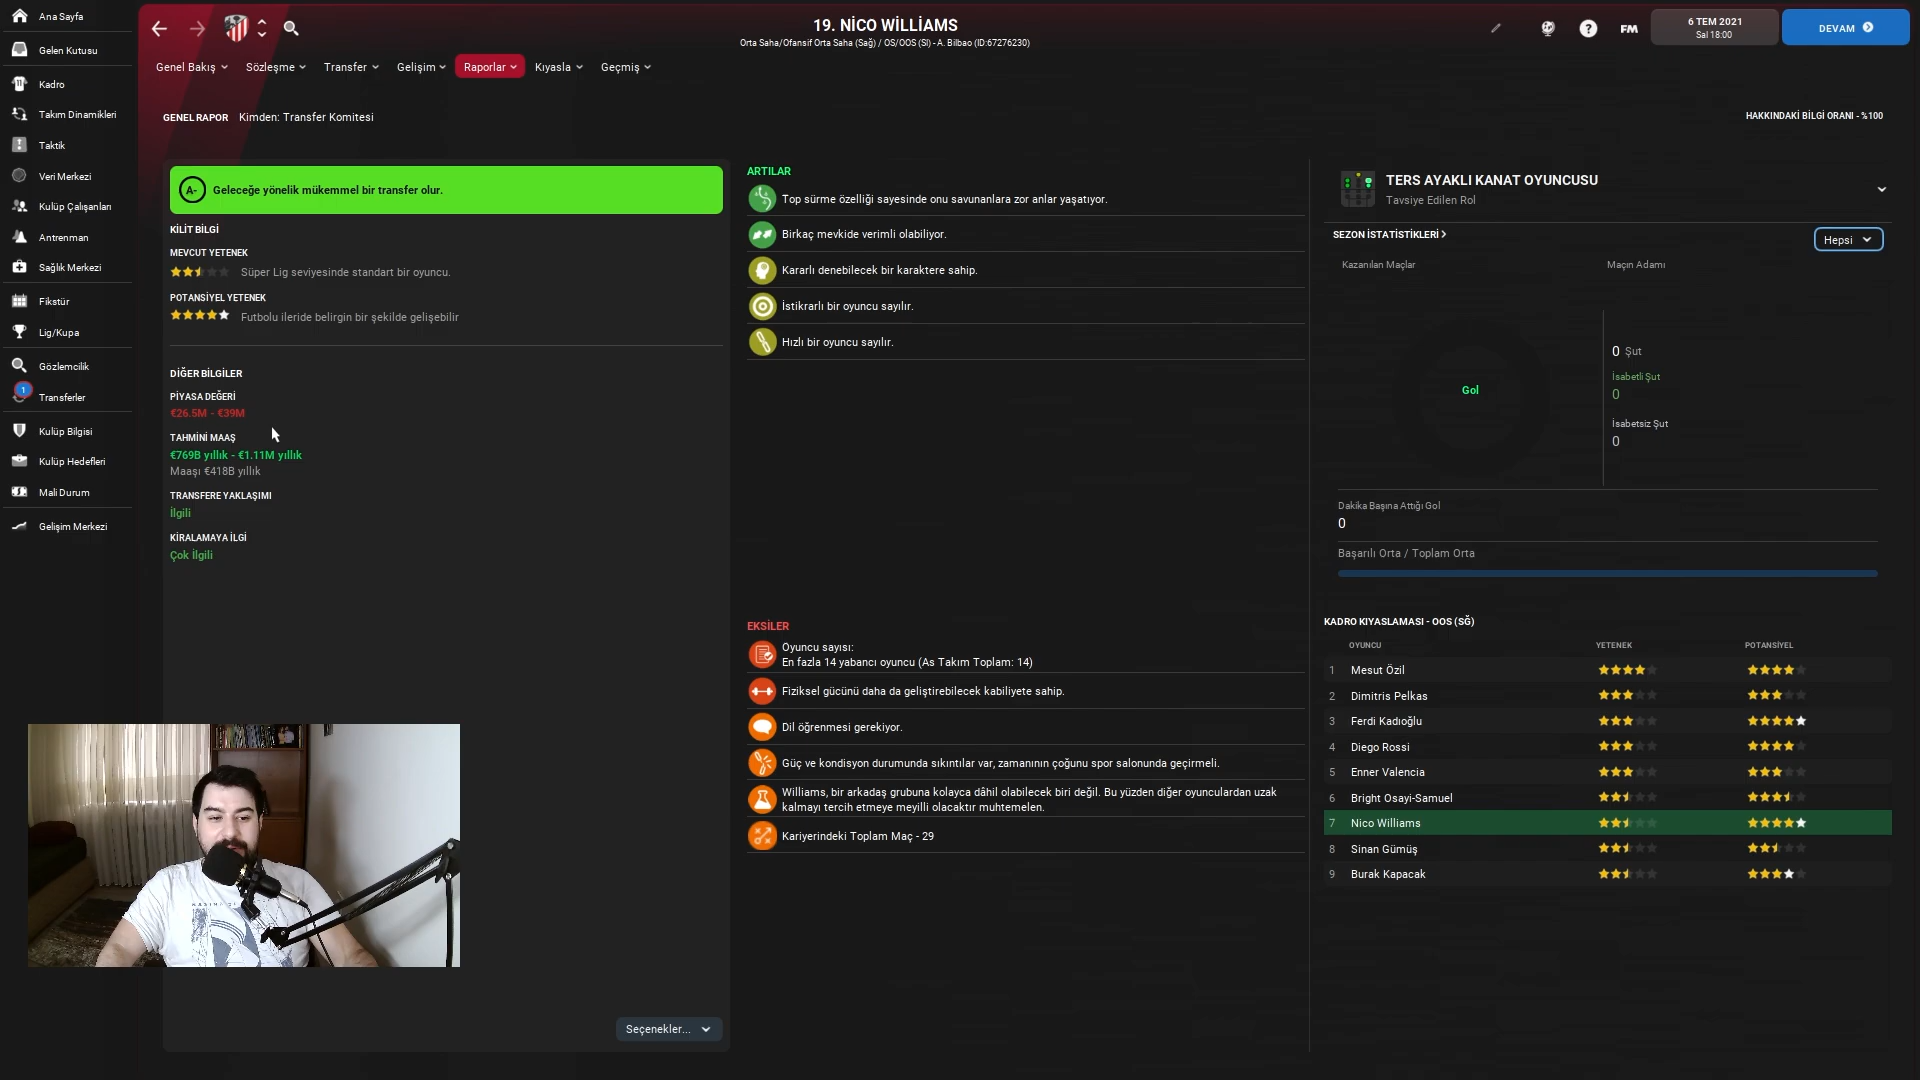 Ana Sayfa
Gelen Kutusu
Kadro
Takım Dinamikleri
Taktik
Veri Merkezi
Kulüp Çalışanları
Antrenman
Sağlık Merkezi
Fikstür
Lig/Kupa
Gözlemcilik
1
Transferler
Kulüp Bilgisi
Kulüp Hedefleri
Mali Durum
Gelişim Merkezi
19. NİCO WİLLİAMS
Orta Saha/Ofansif Orta Saha (Sağ) / OS/OOS (Sl) - A. Bilbao (ID:67276230)
?
FM
6 TEM 2021
Sal 18:00
DEVAM
Genel Bakış
Sözleşme
Transfer
Gelişim
Raporlar
Kıyasla
Geçmiş
GENEL RAPOR Kimden: Transfer Komitesi
HAKKINDAKİ BİLGİ ORANI - %100
A- Geleceğe yönelik mükemmel bir transfer olur.
KİLİT BİLGİ
MEVCUT YETENEK
Süper Lig seviyesinde standart bir oyuncu.
POTANSİYEL YETENEK
Futbolu ileride belirgin bir şekilde gelişebilir
DİĞER BİLGİLER
PİYASA DEĞERİ
€26.5M - €39M
TAHMİNİ MAAŞ
€769B yıllık - €1.11M yıllık
Maaşı €418B yıllık
TRANSFERE YAKLAŞIMI
İlgili
KİRALAMAYA İLGİ
Çok İlgili
Seçenekler...
ARTILAR
Top sürme özelliği sayesinde onu savunanlara zor anlar yaşatıyor.
Birkaç mevkide verimli olabiliyor.
Kararlı denebilecek bir karaktere sahip.
İstikrarlı bir oyuncu sayılır.
Hızlı bir oyuncu sayılır.
EKSİLER
Oyuncu sayısı:
En fazla 14 yabancı oyuncu (As Takım Toplam: 14)
Fiziksel gücünü daha da geliştirebilecek kabiliyete sahip.
Dil öğrenmesi gerekiyor.
Güç ve kondisyon durumunda sıkıntılar var, zamanının çoğunu spor salonunda geçirmeli.
Williams, bir arkadaş grubuna kolayca dâhil olabilecek biri değil. Bu yüzden diğer oyunculardan uzak
kalmayı tercih etmeye meyilli olacaktır muhtemelen.
Kariyerindeki Toplam Maç - 29
TERS AYAKLI KANAT OYUNCUSU
Tavsiye Edilen Rol
SEZON İSTATİSTİKLERİ
Hepsi
Kazanılan Maçlar
Maçın Adamı
Gol
0 Şut
İsabetli Şut
0
İsabetsiz Şut
0
Dakika Başına Attığı Gol
0
Başarılı Orta / Toplam Orta
KADRO KIYASLAMASI - OOS (SĞ)
OYUNCU YETENEK POTANSİYEL
1 Mesut Özil
2 Dimitris Pelkas
3 Ferdi Kadıoğlu
4 Diego Rossi
5 Enner Valencia
6 Bright Osayi-Samuel
7 Nico Williams
8 Sinan Gümüş
9 Burak Kapacak